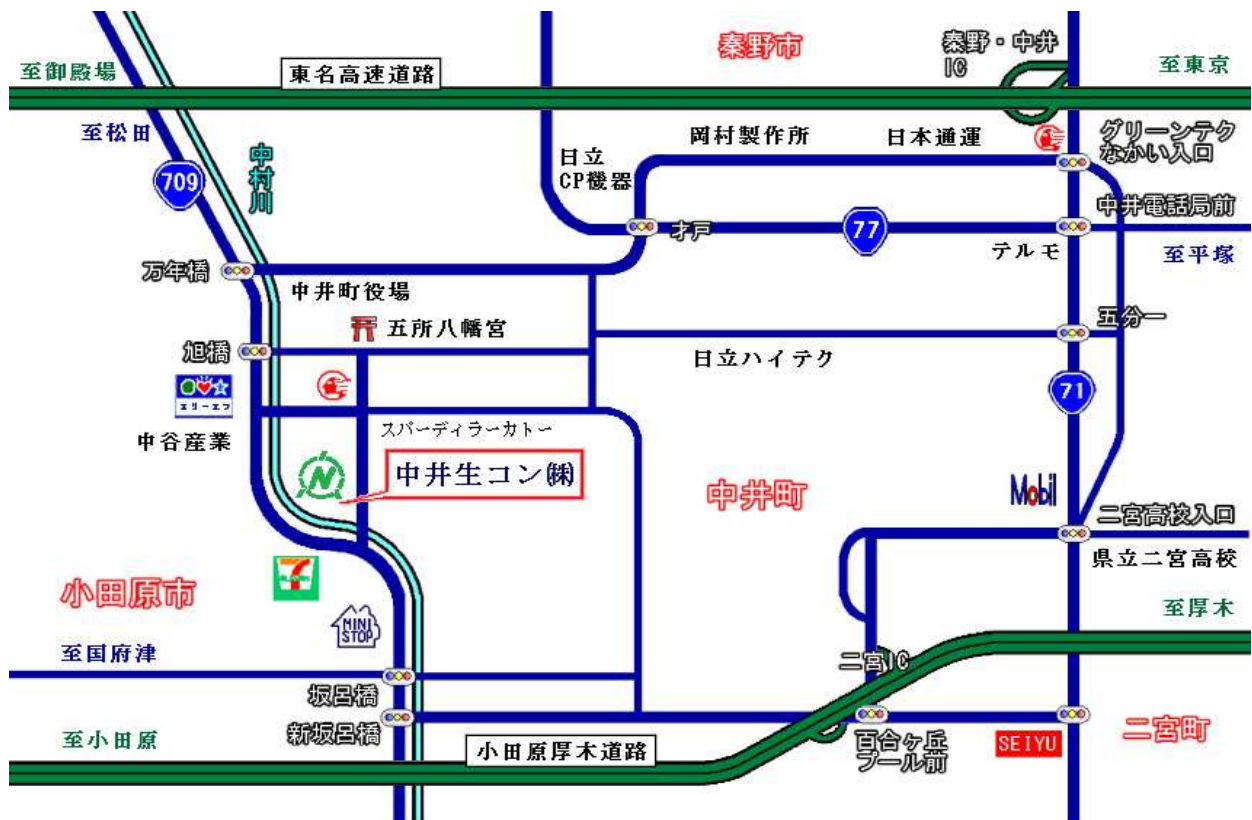 秦野市
秦野・中井
IC
至御殿場
東名高速道路
至東京
至松田
中村川
709
日立
CP機器
岡村製作所
日本通運
グリーンテク
なかい入口
才戸
77
中井電話局前
テルモ
至平塚
万年橋
中井町役場
五所八幡宮
五分一
旭橋
日立ハイテク
71
エリーエフ
中谷産業
スパーディラーカトー
N
中井生コン㈱
中井町
Mobil
二宮高校入口
県立二宮高校
7
ELEVEN
小田原市
MINI
STOP
至厚木
至国府津
二宮IC
坂呂橋
新坂呂橋
至小田原
小田原厚木道路
百合ヶ丘
プール前
SEIYU
二宮町